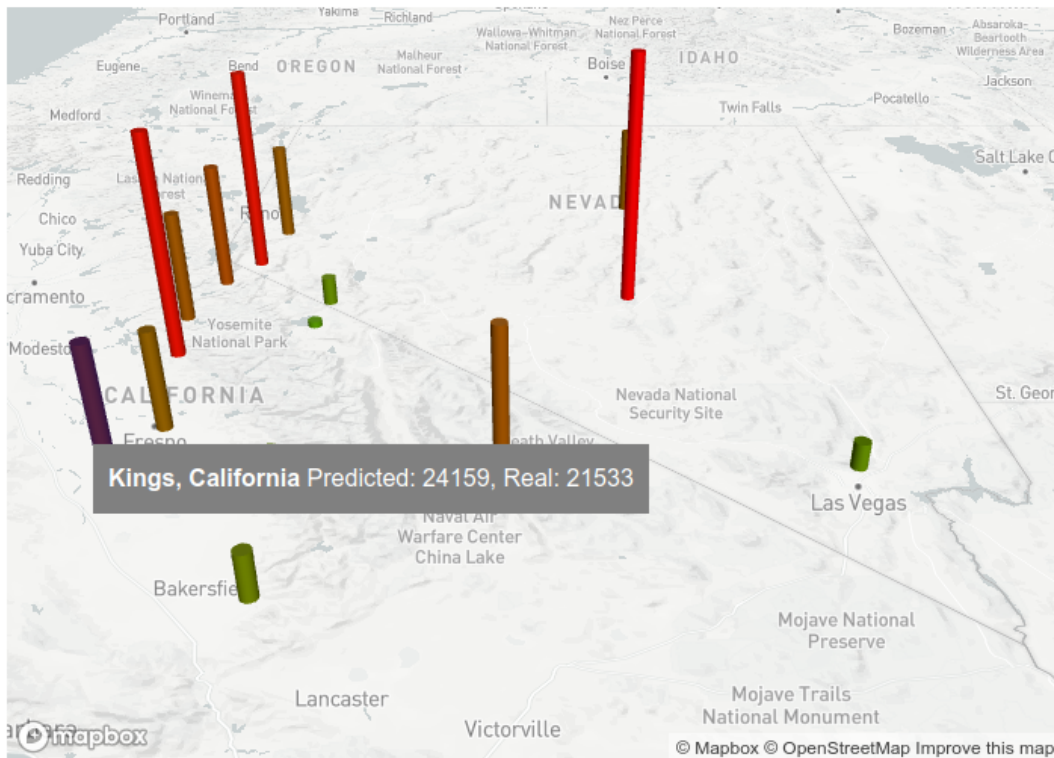 Portland
Yakima
Richland
Wallowa-Whitman
National Forest
Nez Perce
National Forest
Bozeman
Absaroka-
Beartooth
Wilderness Area
Eugene
Bend
OREGON
Malheur
National Forest
Boise
IDAHO
Jackson
Medford
National Forest
Twin Falls
Pocatello
Redding
Salt Lake C
Chico
Reno
NEVAD
Yuba City
cramento
Yosemite
National Park
Modesto
CALIFORNIA
Nevada National
Security Site
St. Geor
Fresno
eath Valley
Kings, California Predicted: 24159, Real: 21533
Las Vegas
Naval Air
Warfare Center
China Lake
Bakersfie
Mojave National
Preserve
Lancaster
Mojave Trails
National Monument
Victorville
mapbox
© Mapbox © OpenStreetMap Improve this map